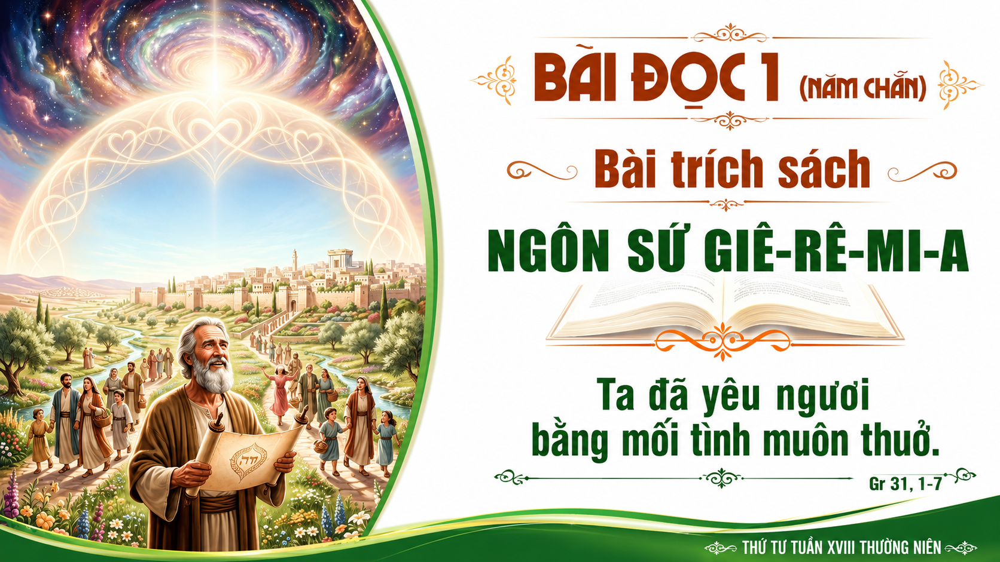 BÀI ĐỌC 1 (NĂM CHẴN)
Bài trích sách
NGÔN SỨ GIÊ-RÊ-MI-A
Ta đã yêu ngươi
bằng mối tình muôn thuở.
Gr 31, 1-7
THỨ TƯ TUẦN XVIII THƯỜNG NIÊN